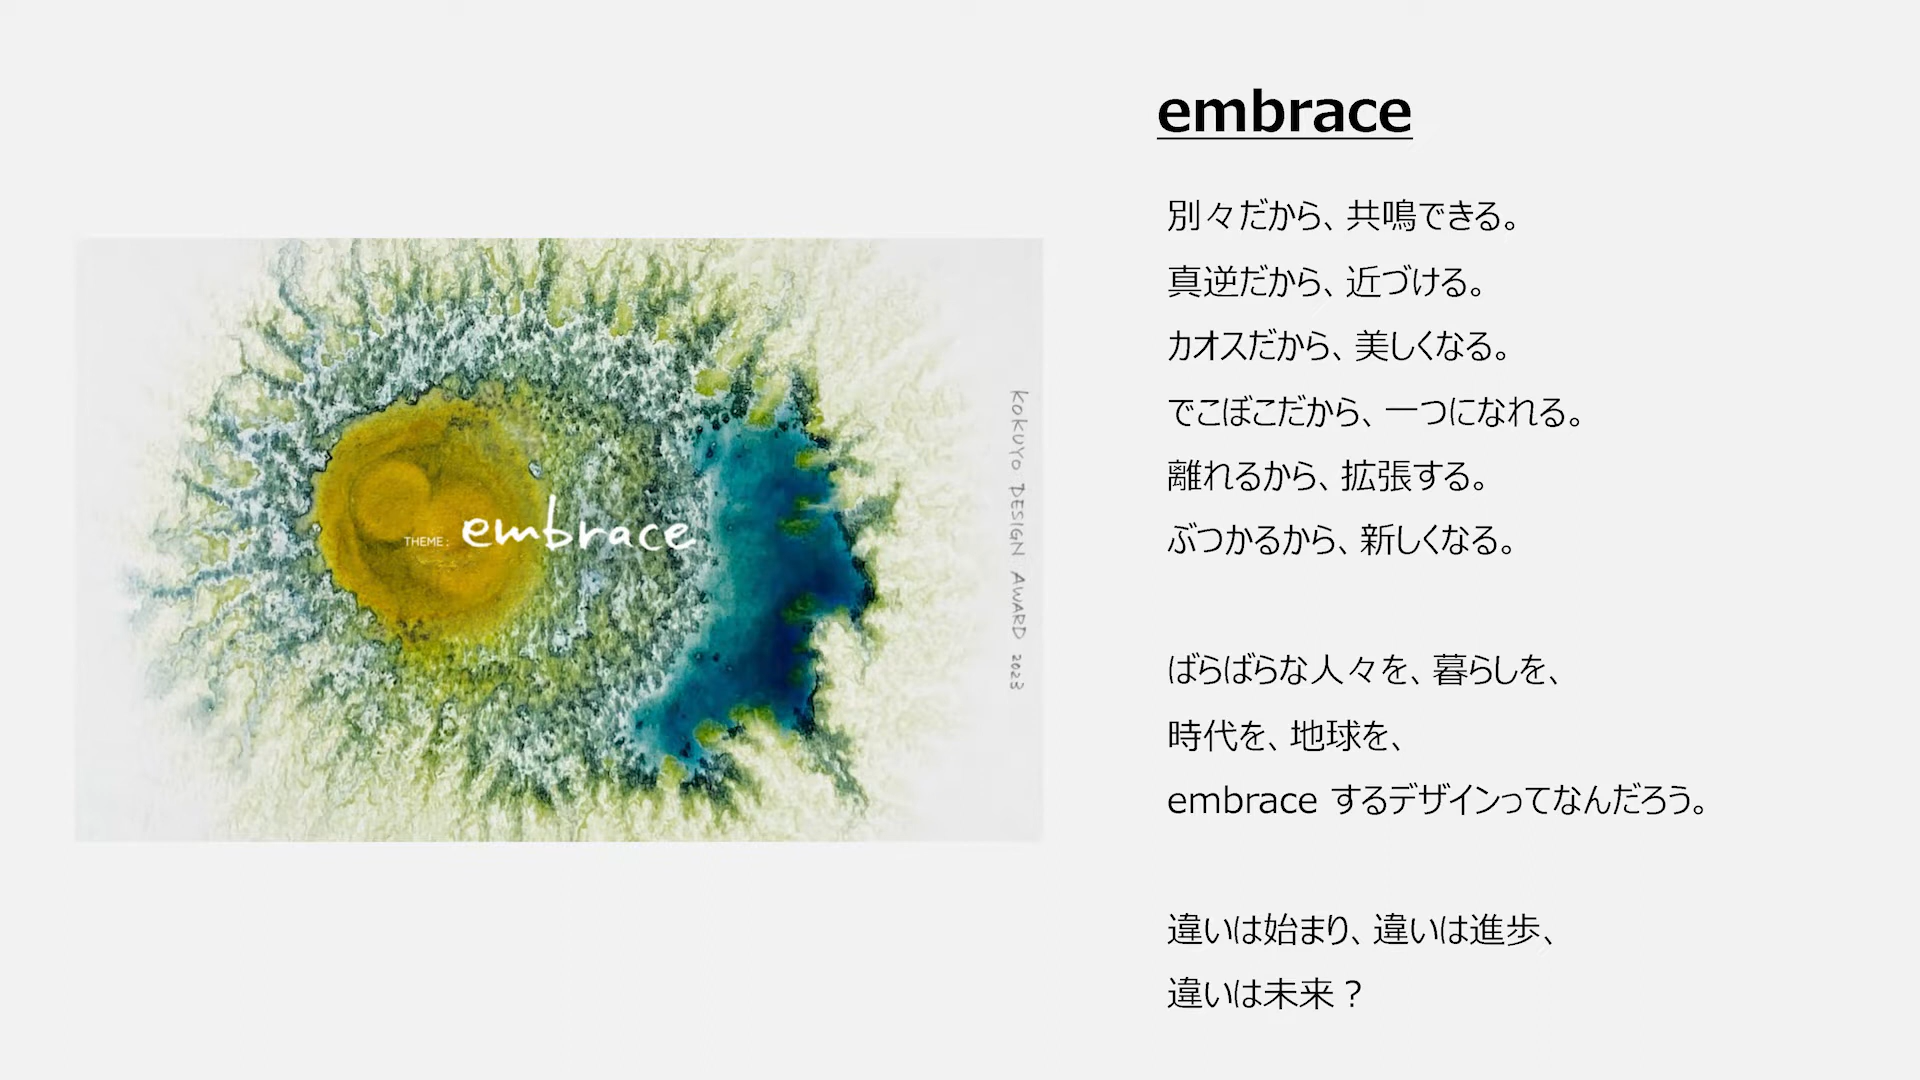 THEME: embrace
KOKUYO DESIGN AWARD 2023
embrace
別々だから、共鳴できる。
真逆だから、近づける。
カオスだから、美しくなる。
でこぼこだから、一つになれる。
離れるから、拡張する。
ぶつかるから、新しくなる。
ばらばらな人々を、暮らしを、
時代を、地球を、
embrace するデザインってなんだろう。
違いは始まり、違いは進歩、
違いは未来？